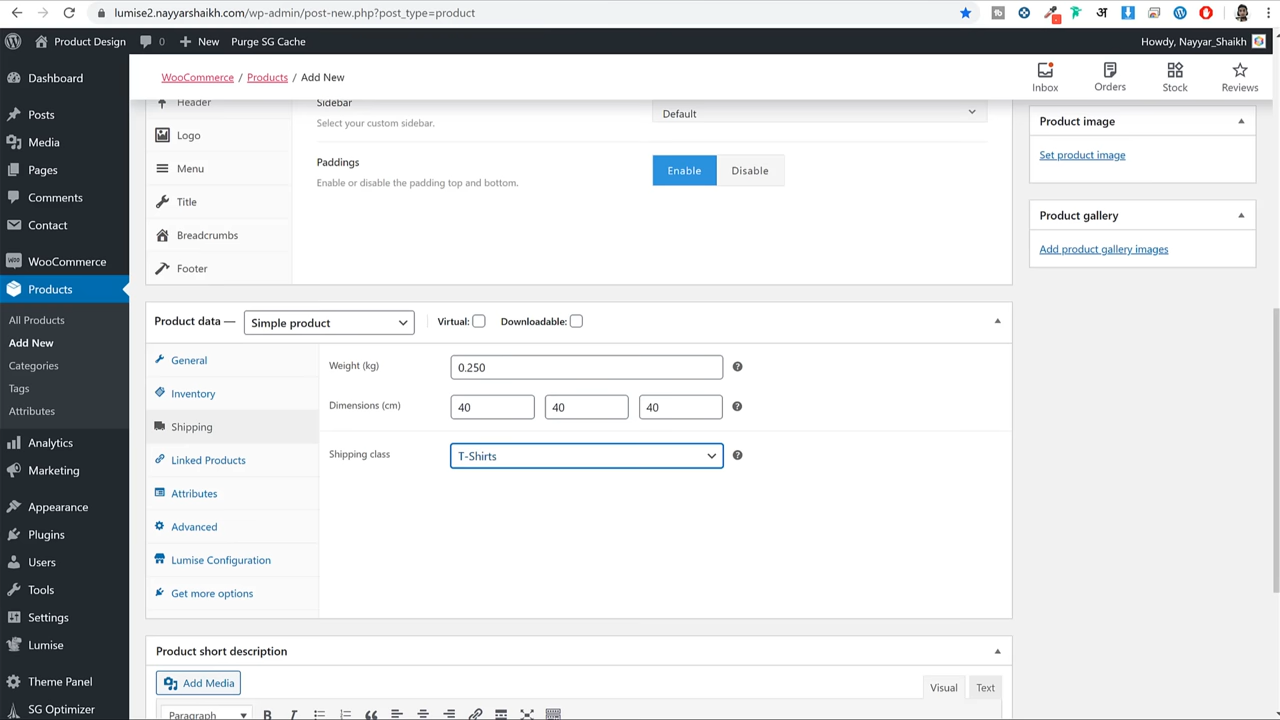 lumise2.nayyarshaikh.com/wp-admin/post-new.php?post_type=product
Product Design
0
New
Purge SG Cache
Howdy, Nayyar_Shaikh
Dashboard
Posts
Media
Pages
Comments
Contact
WooCommerce
Products
All Products
Add New
Categories
Tags
Attributes
Analytics
Marketing
Appearance
Plugins
Users
Tools
Settings
Lumise
Theme Panel
SG Optimizer
WooCommerce / Products / Add New
Inbox
Orders
Stock
Reviews
Header
Logo
Menu
Title
Breadcrumbs
Footer
Sidebar
Select your custom sidebar.
Default
Paddings
Enable or disable the padding top and bottom.
Enable
Disable
Product image
Set product image
Product gallery
Add product gallery images
Product data — Simple product
Virtual:
Downloadable:
General
Inventory
Shipping
Linked Products
Attributes
Advanced
Lumise Configuration
Get more options
Weight (kg)
0.250
Dimensions (cm)
40
40
40
Shipping class
T-Shirts
Product short description
Add Media
Visual
Text
Paragraph
B
I